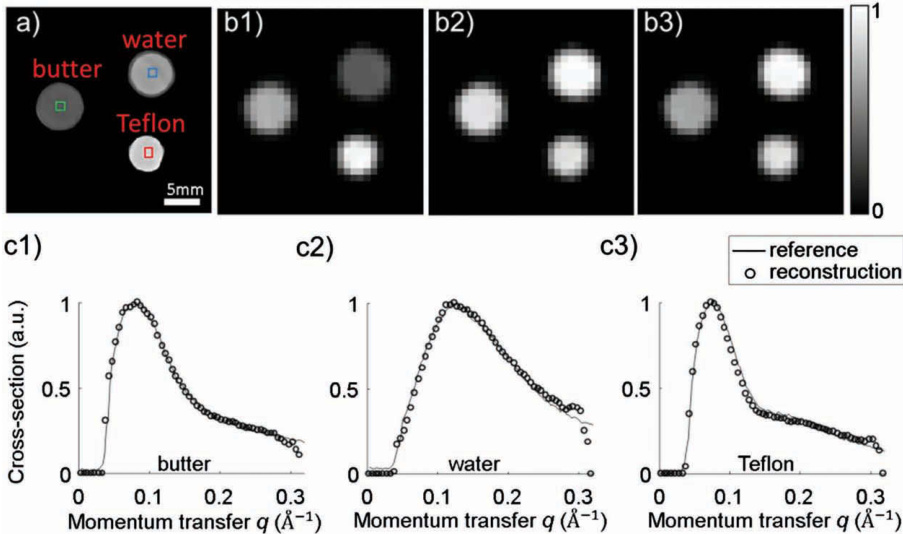 a)
water
butter
Teflon
5mm
b1)
b2)
b3)
1
0
c1)
c2)
c3)
reference
reconstruction
Cross-section (a.u.)
1
0.5
0
butter
0
0.1
0.2
0.3
Momentum transfer q (Å⁻¹)
1
0.5
0
water
0
0.1
0.2
0.3
Momentum transfer q (Å⁻¹)
1
0.5
0
Teflon
0
0.1
0.2
0.3
Momentum transfer q (Å⁻¹)